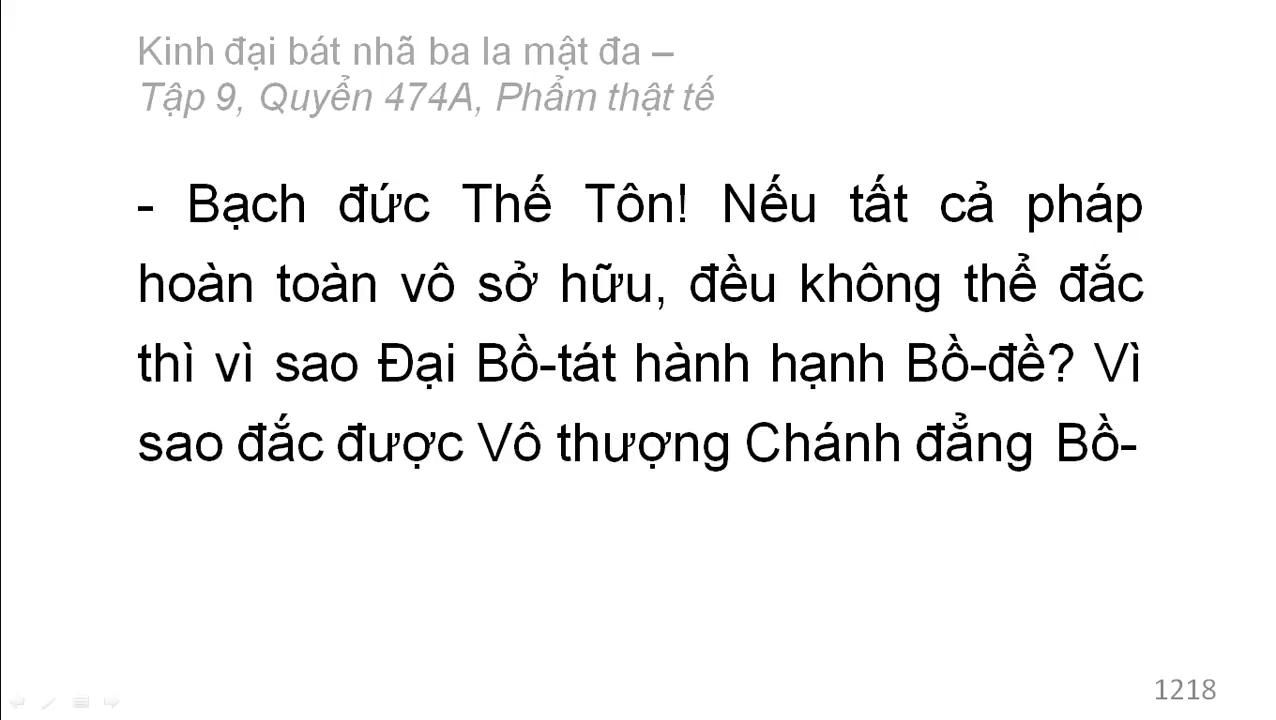 Kinh đại bát nhã ba la mật đa –
Tập 9, Quyển 474A, Phẩm thật tế
- Bạch đức Thế Tôn! Nếu tất cả pháp
hoàn toàn vô sở hữu, đều không thể đắc
thì vì sao Đại Bồ-tát hành hạnh Bồ-đề? Vì
sao đắc được Vô thượng Chánh đẳng Bồ-
1218